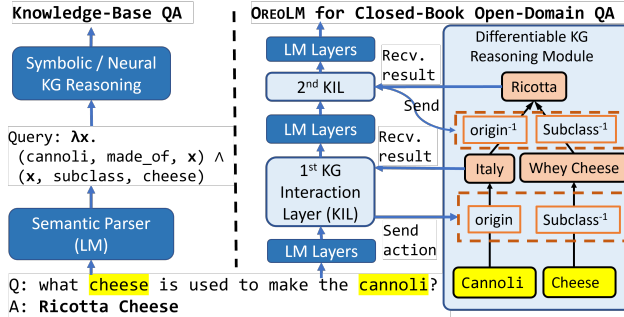 Knowledge-Base QA
Symbolic / Neural
KG Reasoning
Query: λx.
(cannoli, made_of, x) ∧
(x, subclass, cheese)
Semantic Parser
(LM)
OREOLM for Closed-Book Open-Domain QA
LM Layers
2nd KIL
LM Layers
1st KG
Interaction
Layer (KIL)
LM Layers
Recv.
result
Send
Recv.
result
Send
action
Differentiable KG
Reasoning Module
Ricotta
origin-1
Subclass-1
Italy
Whey Cheese
origin
Subclass-1
Cannoli
Cheese
Q: what cheese is used to make the cannoli?
A: Ricotta Cheese